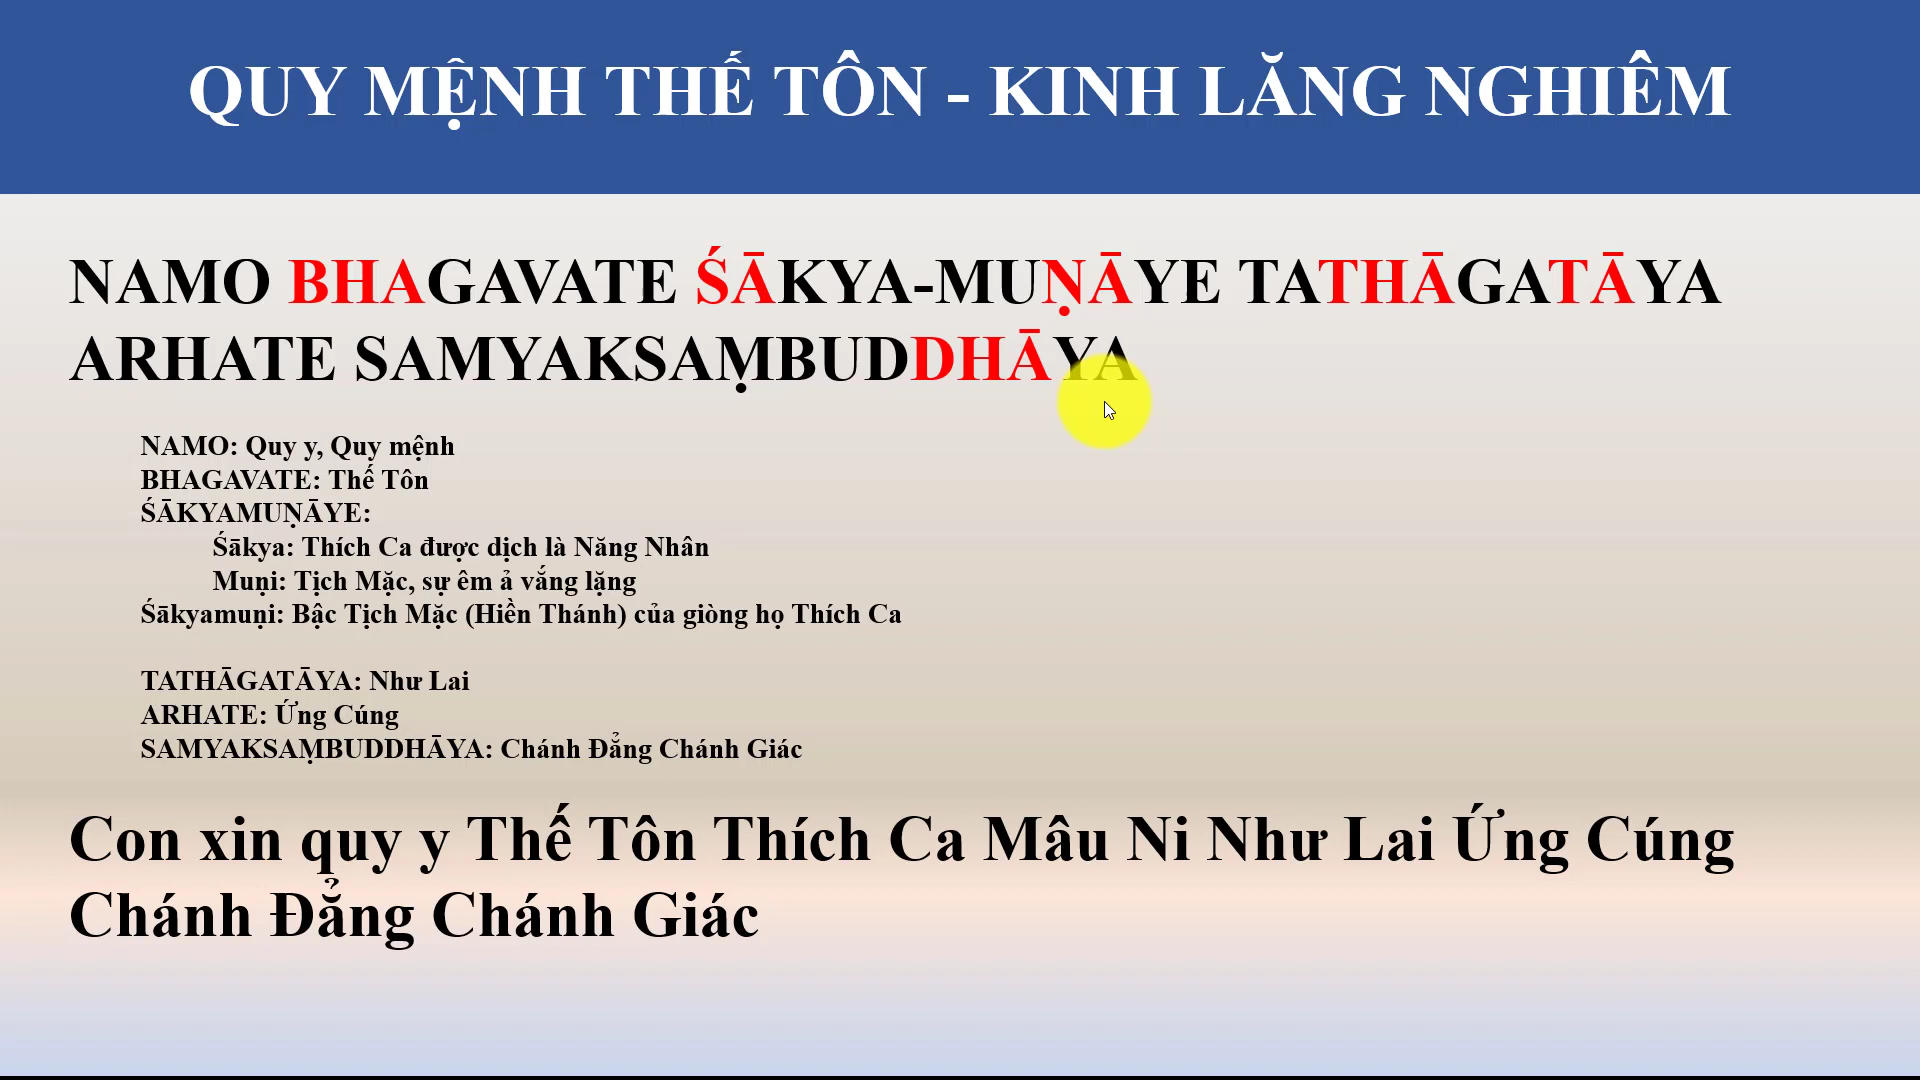 QUY MỆNH THẾ TÔN - KINH LĂNG NGHIÊM
NAMO BHAGAVATE ŚĀKYA-MUṆĀYE TATHĀGATĀYA
ARHATE SAMYAKSAṂBUDDHĀYA
NAMO: Quy y, Quy mệnh
BHAGAVATE: Thế Tôn
ŚĀKYAMUṆĀYE:
Śākya: Thích Ca được dịch là Năng Nhân
Muṇi: Tịch Mặc, sự êm ả vắng lặng
Śākyamuṇi: Bậc Tịch Mặc (Hiền Thánh) của giòng họ Thích Ca
TATHĀGATĀYA: Như Lai
ARHATE: Ứng Cúng
SAMYAKSAṂBUDDHĀYA: Chánh Đẳng Chánh Giác
Con xin quy y Thế Tôn Thích Ca Mâu Ni Như Lai Ứng Cúng
Chánh Đẳng Chánh Giác